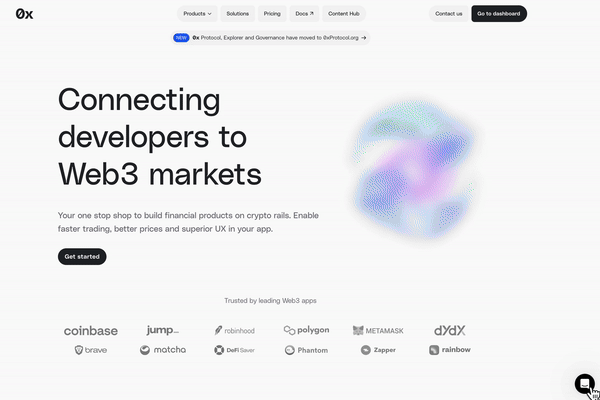 0x
Products
Solutions
Pricing
Docs ↗
Content Hub
Contact us
Go to dashboard
NEW 0x Protocol, Explorer and Governance have moved to 0xProtocol.org →
Connecting
developers to
Web3 markets
Your one stop shop to build financial products on crypto rails. Enable
faster trading, better prices and superior UX in your app.
Get started
Trusted by leading Web3 apps
coinbase
jump_
robinhood
polygon
METAMASK
dYdX
brave
matcha
DeFi Saver
Phantom
Zapper
rainbow